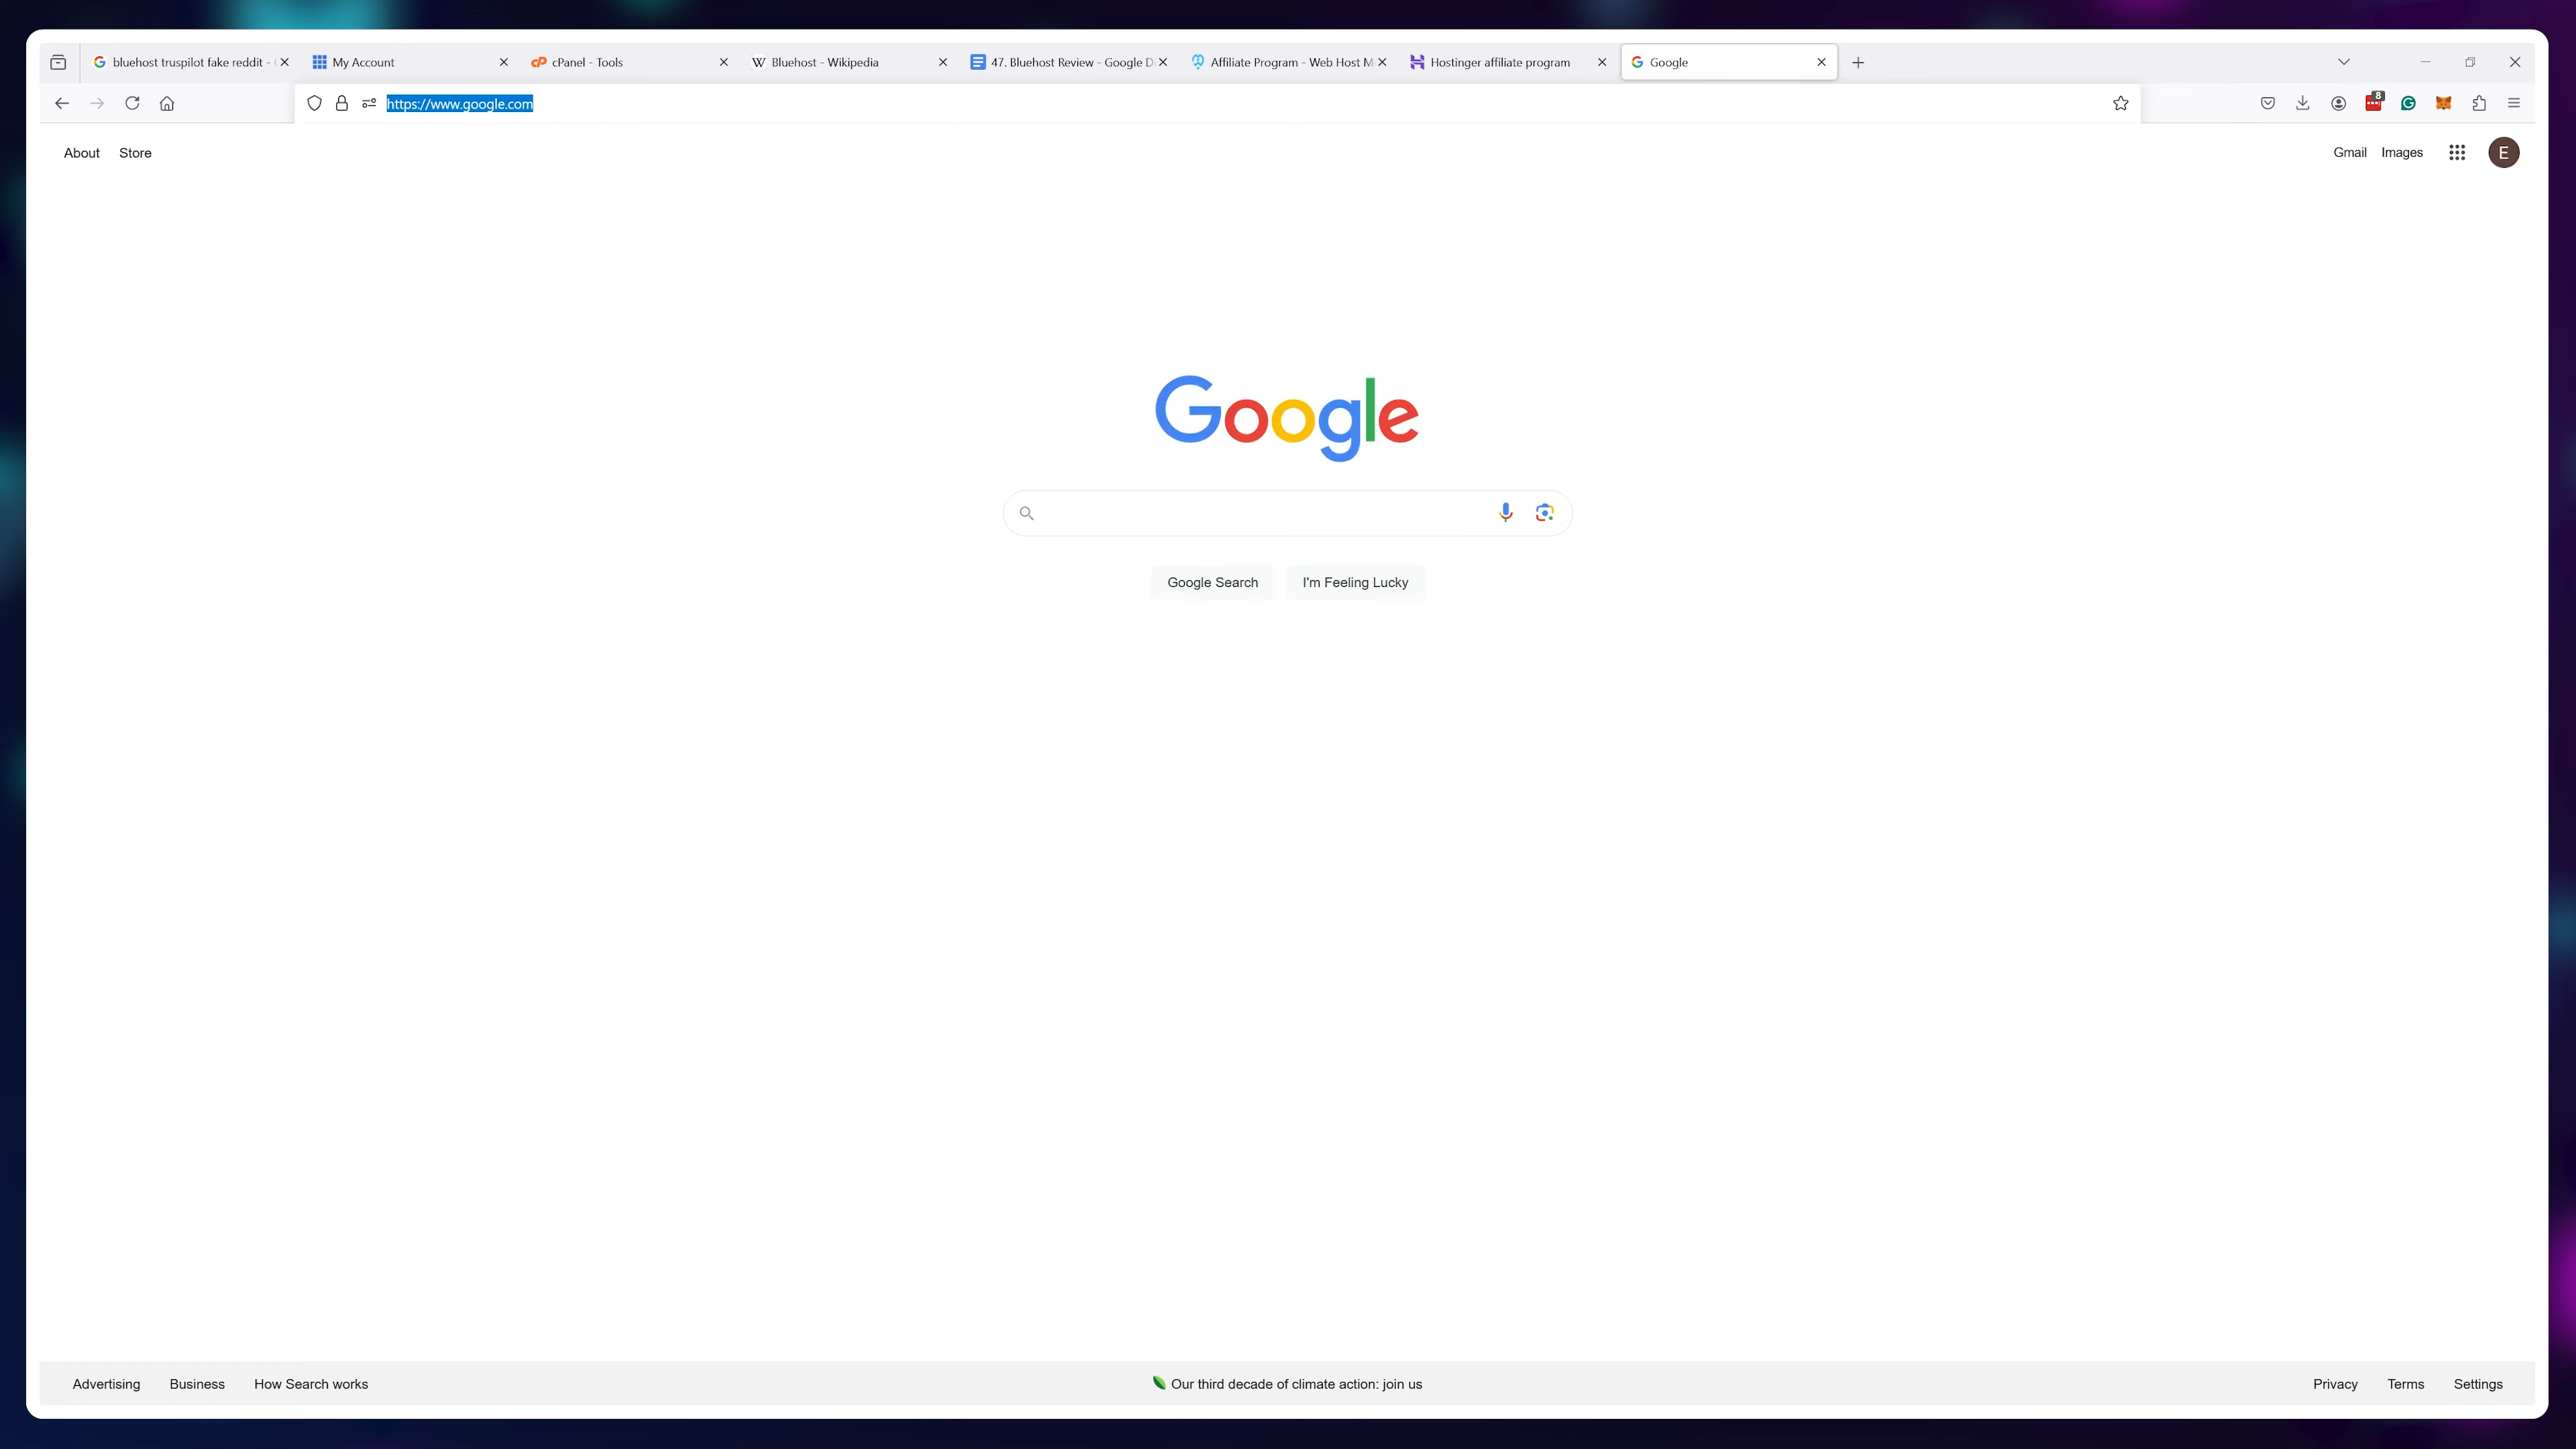 bluehost truspilot fake reddit -
My Account
cPanel - Tools
Bluehost - Wikipedia
47. Bluehost Review - Google D
Affiliate Program - Web Host M
Hostinger affiliate program
Google
https://www.google.com
8
About Store
Gmail Images
E
Google
Google Search I'm Feeling Lucky
Advertising Business How Search works
Our third decade of climate action: join us
Privacy Terms Settings